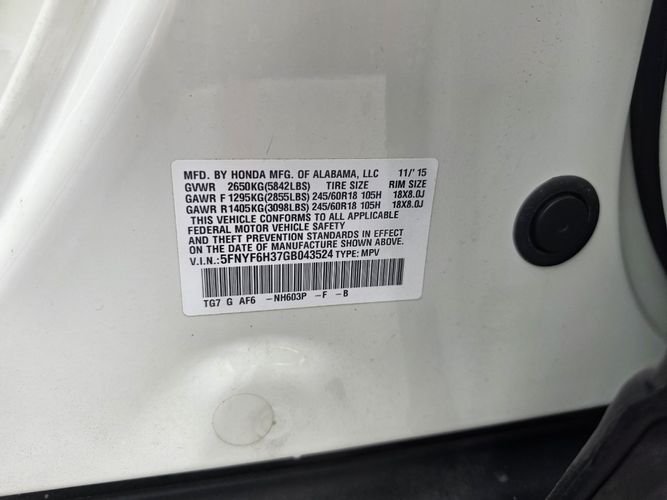 MFD. BY HONDA MFG. OF ALABAMA, LLC 11/'15
GVWR 2650KG(5842LBS) TIRE SIZE RIM SIZE
GAWR F 1295KG(2855LBS) 245/60R18 105H 18X8.0J
GAWR R 1405KG(3098LBS) 245/60R18 105H 18X8.0J
THIS VEHICLE CONFORMS TO ALL APPLICABLE
FEDERAL MOTOR VEHICLE SAFETY
AND THEFT PREVENTION STANDARDS IN EFFECT
ON THE DATE OF MANUFACTURE SHOWN ABOVE.
V.I.N.:5FNYF6H37GB043524 TYPE: MPV
TG7 G AF6 -NH603P -F -B